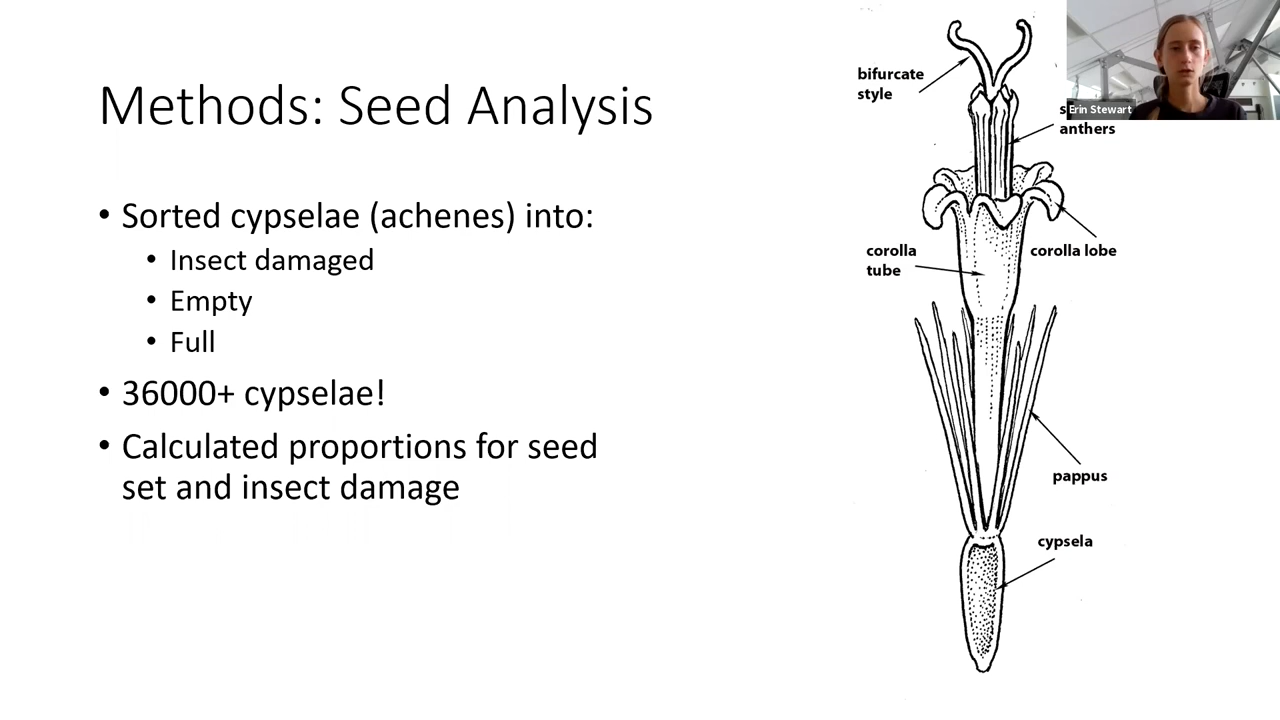 Methods: Seed Analysis
• Sorted cypselae (achenes) into:
• Insect damaged
• Empty
• Full
• 36000+ cypselae!
• Calculated proportions for seed
set and insect damage
bifurcate
style
anthers
corolla
tube
corolla lobe
pappus
cypsela
Erin Stewart